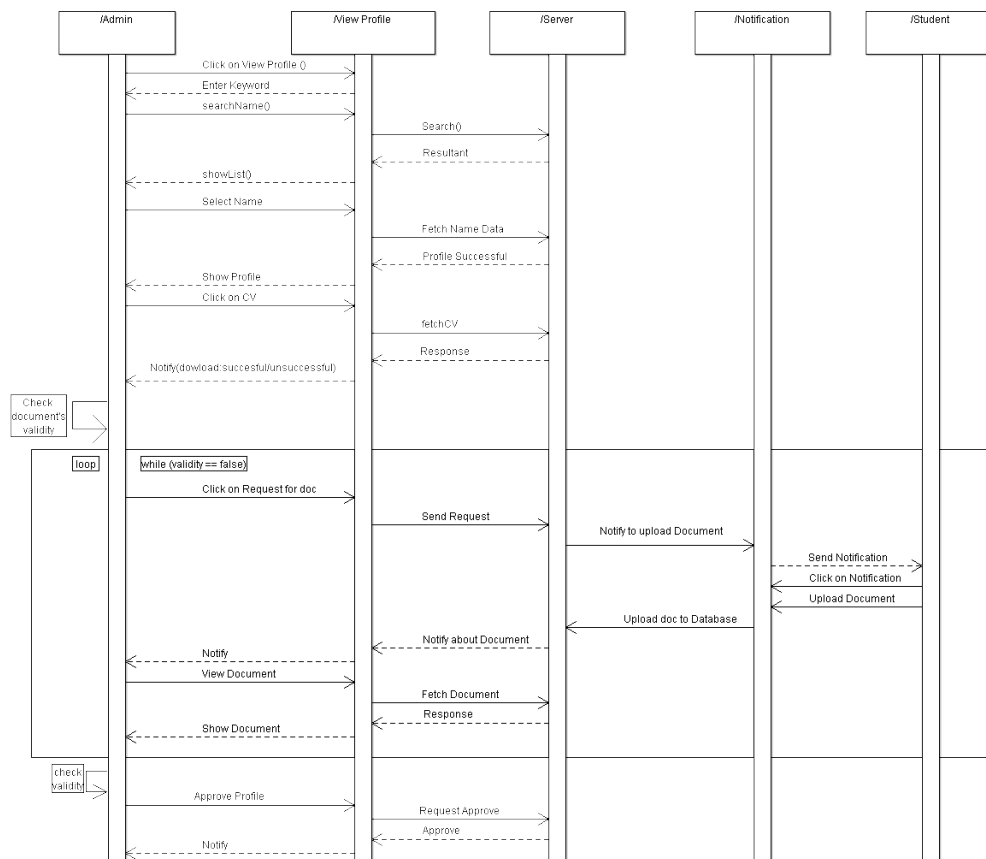 /Admin
/View Profile
/Server
/Notification
/Student
Click on View Profile ()
Enter Keyword
searchName()
Search()
Resultant
showList()
Select Name
Fetch Name Data
Profile Successful
Show Profile
Click on CV
fetchCV
Response
Notify(dowload:succesful/unsuccessful)
Check
document's
validity
loop
while (validity == false)
Click on Request for doc
Send Request
Notify to upload Document
Send Notification
Click on Notification
Upload Document
Upload doc to Database
Notify about Document
Notify
View Document
Fetch Document
Response
Show Document
check
validity
Approve Profile
Request Approve
Approve
Notify